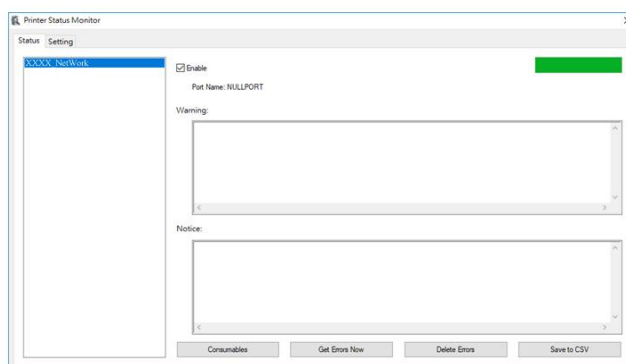 Printer Status Monitor
Status Setting
XXXX_NetWork
Enable
Port Name: NULLPORT
Warning:
Notice:
Consumables Get Errors Now Delete Errors Save to CSV